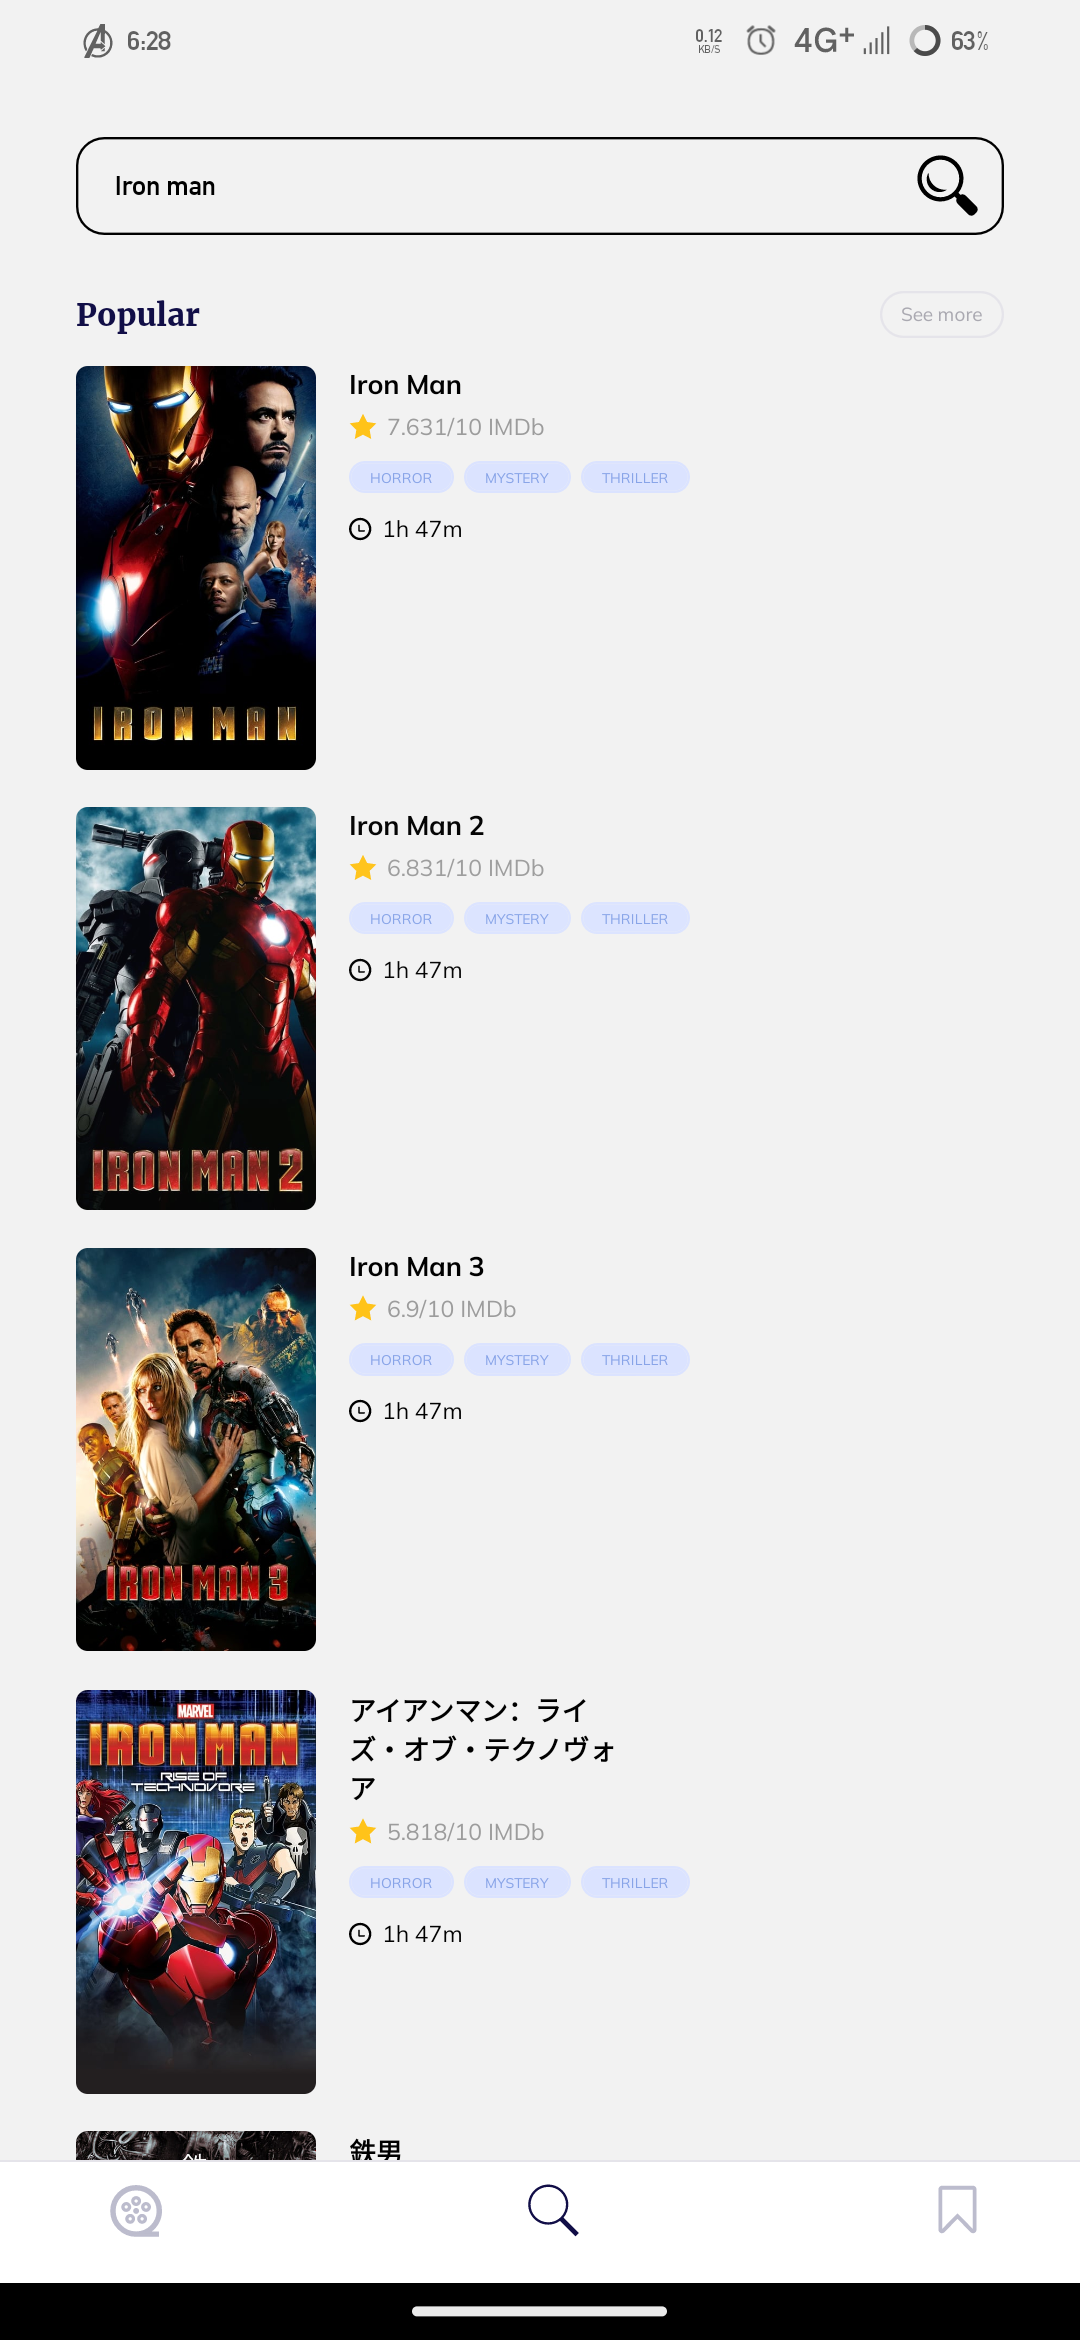 6:28
0.12
KB/S
4G+
63%
Iron man
Popular
See more
Iron Man
7.631/10 IMDb
HORROR
MYSTERY
THRILLER
1h 47m
IRON MAN
Iron Man 2
6.831/10 IMDb
HORROR
MYSTERY
THRILLER
1h 47m
IRON MAN 2
Iron Man 3
6.9/10 IMDb
HORROR
MYSTERY
THRILLER
1h 47m
IRON MAN 3
MARVEL
IRON MAN
RISE OF
TECHNOVORE
アイアンマン：ライ
ズ・オブ・テクノヴォ
ア
5.818/10 IMDb
HORROR
MYSTERY
THRILLER
1h 47m
鉄男